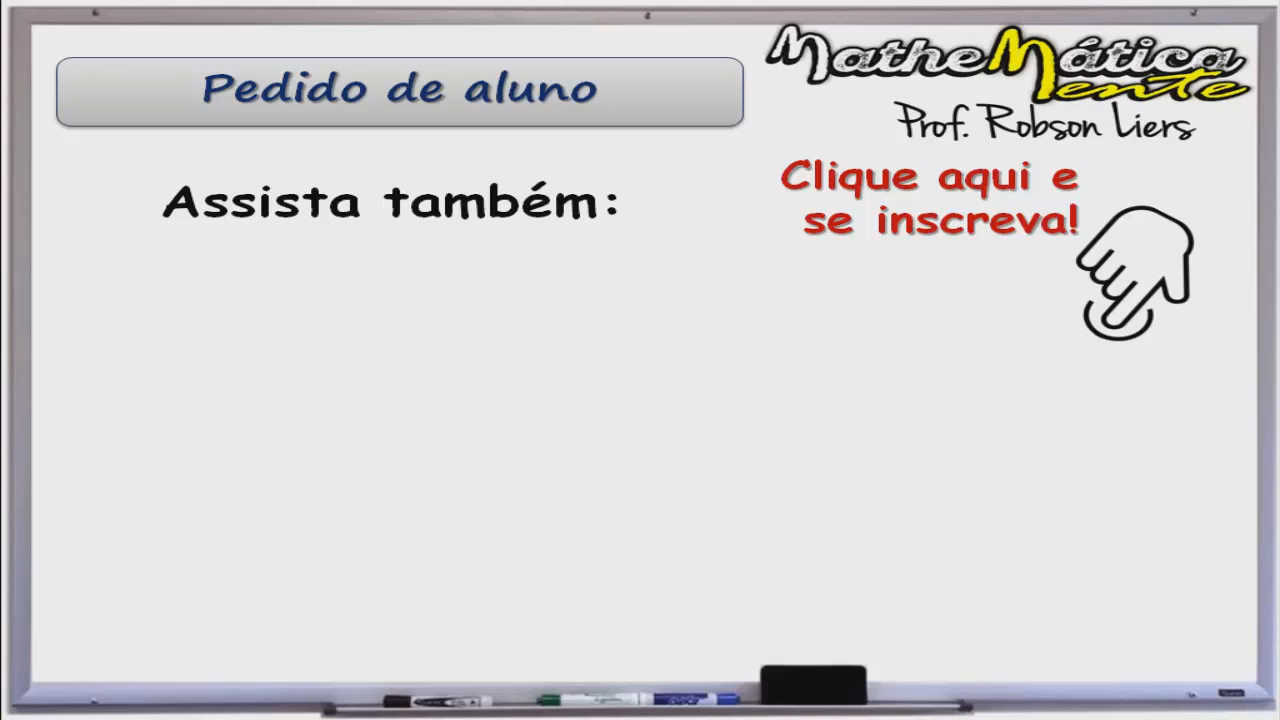 Pedido de aluno
MatheMática
mente
Prof. Robson Liers
Assista também:
Clique aqui e
se inscreva!